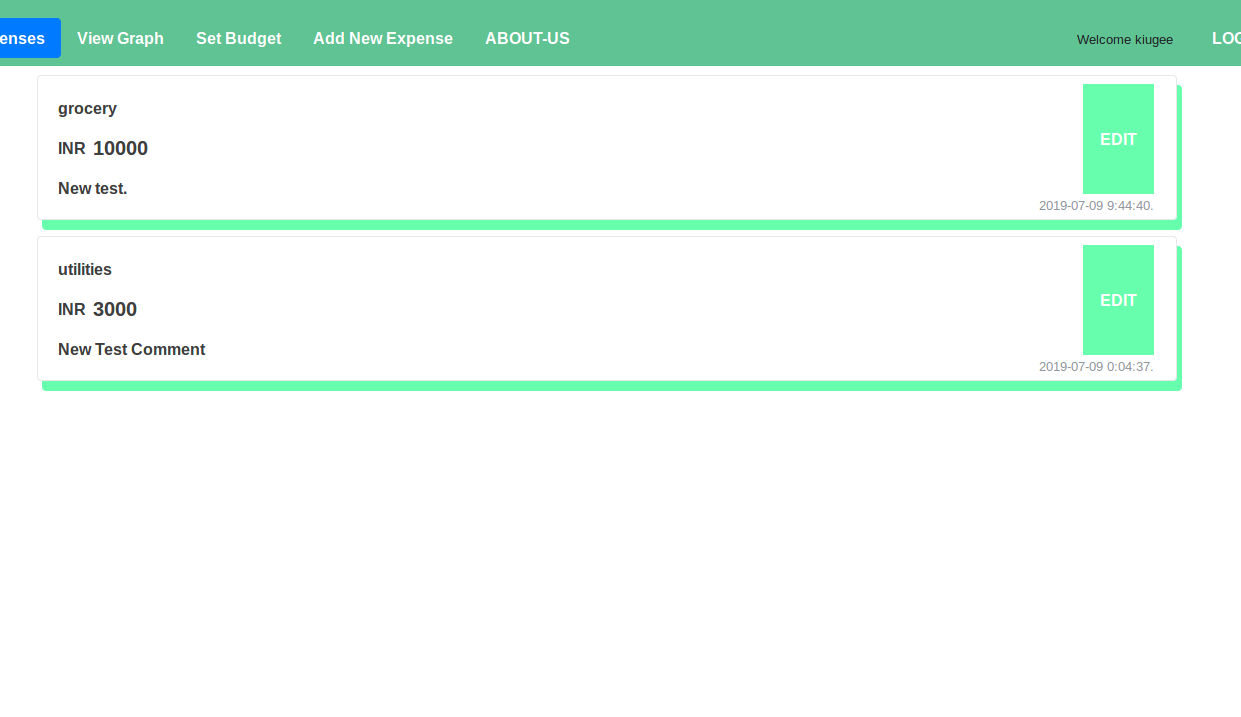 enses View Graph Set Budget Add New Expense ABOUT-US Welcome kiugee LOG
grocery
INR 10000
EDIT
New test.
2019-07-09 9:44:40.
utilities
INR 3000
EDIT
New Test Comment
2019-07-09 0:04:37.